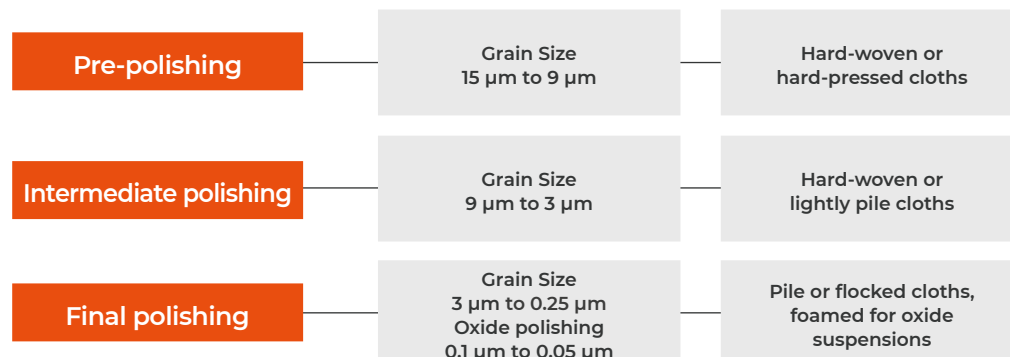 Pre-polishing
Grain Size
15 µm to 9 µm
Hard-woven or
hard-pressed cloths
Intermediate polishing
Grain Size
9 µm to 3 µm
Hard-woven or
lightly pile cloths
Final polishing
Grain Size
3 µm to 0.25 µm
Oxide polishing
0.1 µm to 0.05 µm
Pile or flocked cloths,
foamed for oxide
suspensions